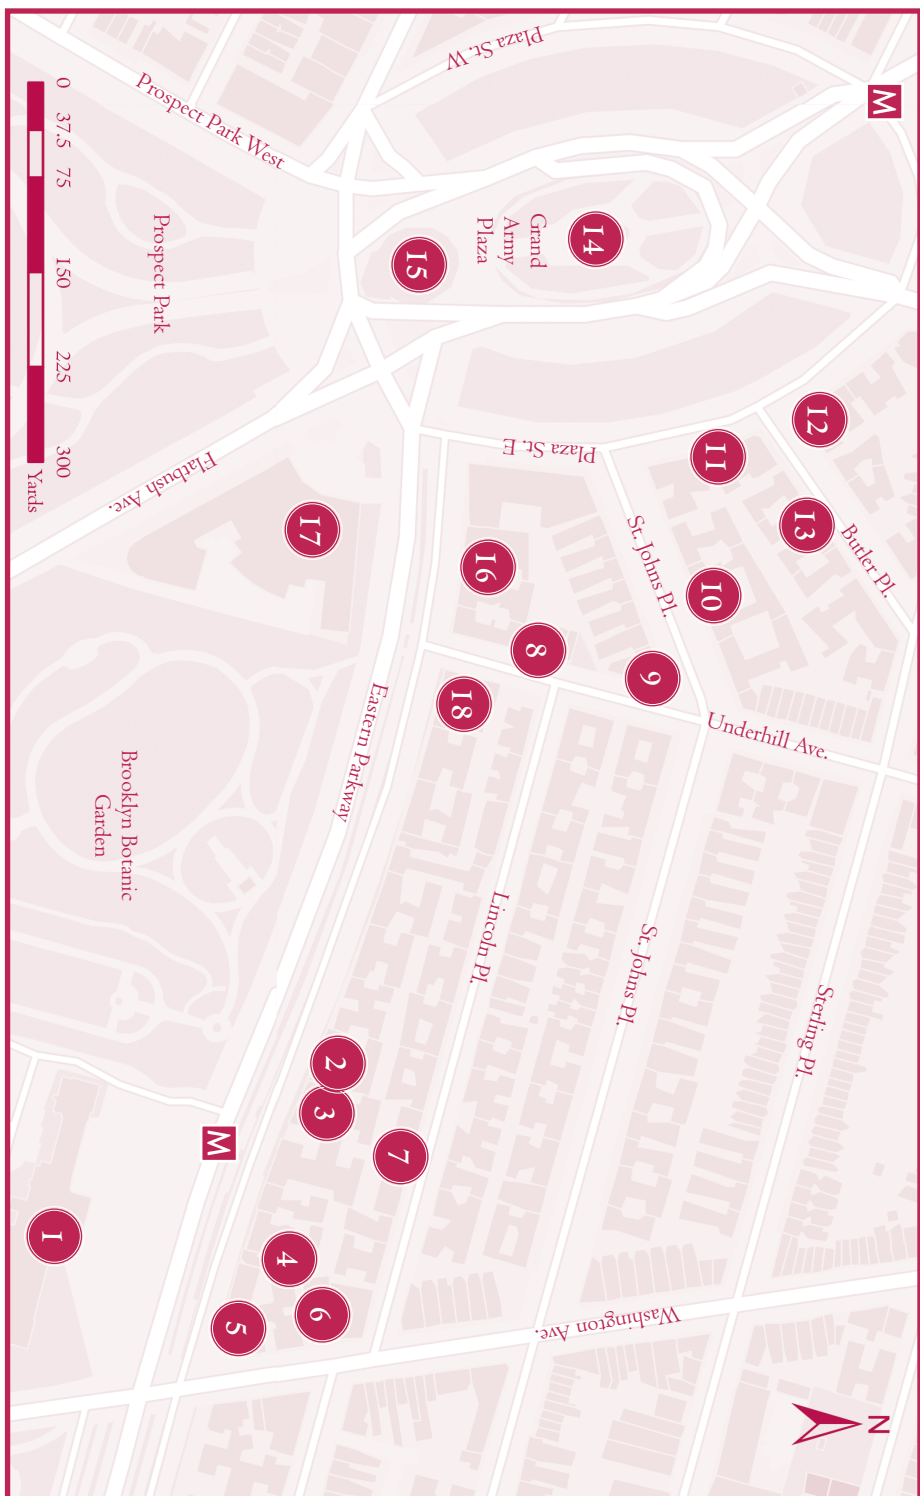 Plaza St. W
M
Prospect Park West
0
37.5
75
150
225
300
Yards
Prospect Park
Grand
Army
Plaza
14
15
12
11
13
Butler Pl.
Plaza St. E
St. Johns Pl.
10
Flatbush Ave.
17
16
8
9
18
Underhill Ave.
Eastern Parkway
Brooklyn Botanic
Garden
Lincoln Pl.
St. Johns Pl.
Sterling Pl.
2
3
7
M
1
4
6
5
Washington Ave.
N